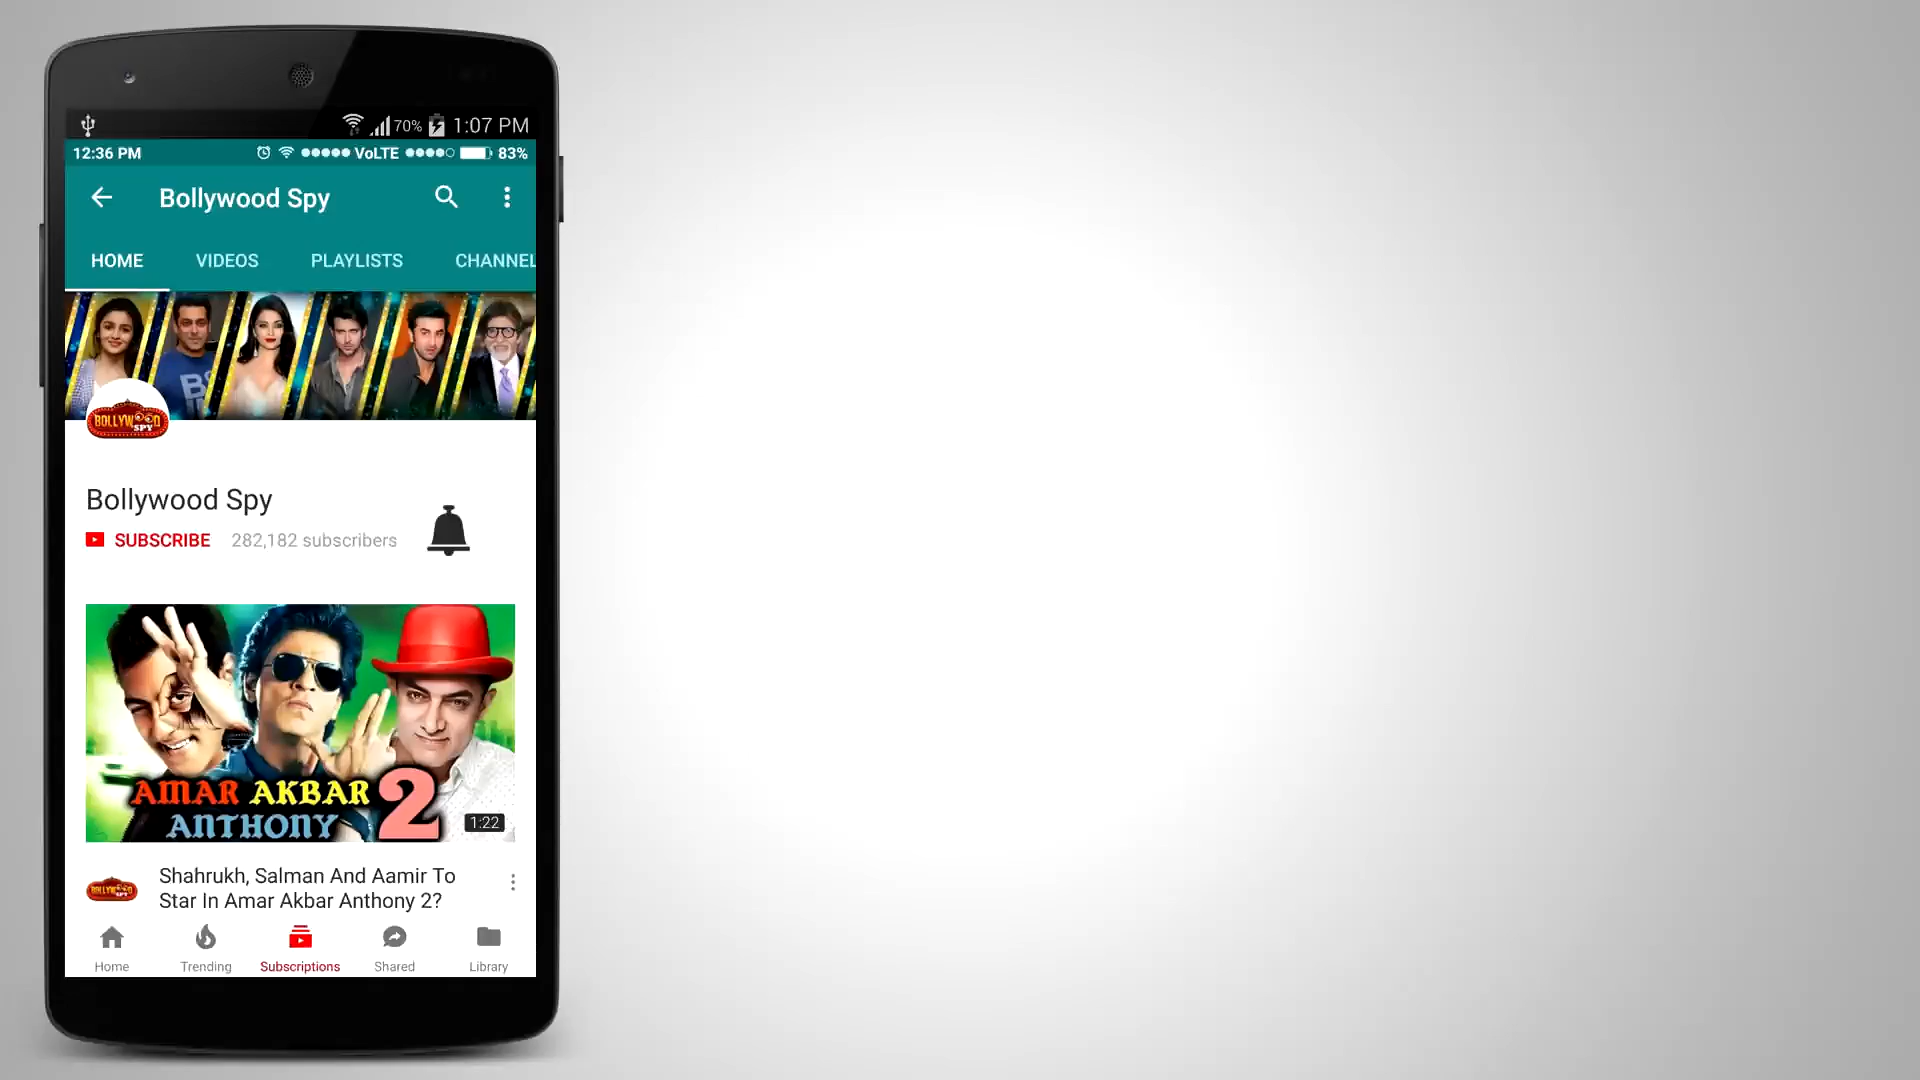 70% 1:07 PM
12:36 PM VoLTE 83%
Bollywood Spy
HOME VIDEOS PLAYLISTS CHANNEL
BOLLYWOOD
SPY
Bollywood Spy
SUBSCRIBE 282,182 subscribers
AMAR AKBAR
ANTHONY 2
1:22
Shahrukh, Salman And Aamir To
Star In Amar Akbar Anthony 2?
BOLLYWOOD
SPY
Home Trending Subscriptions Shared Library